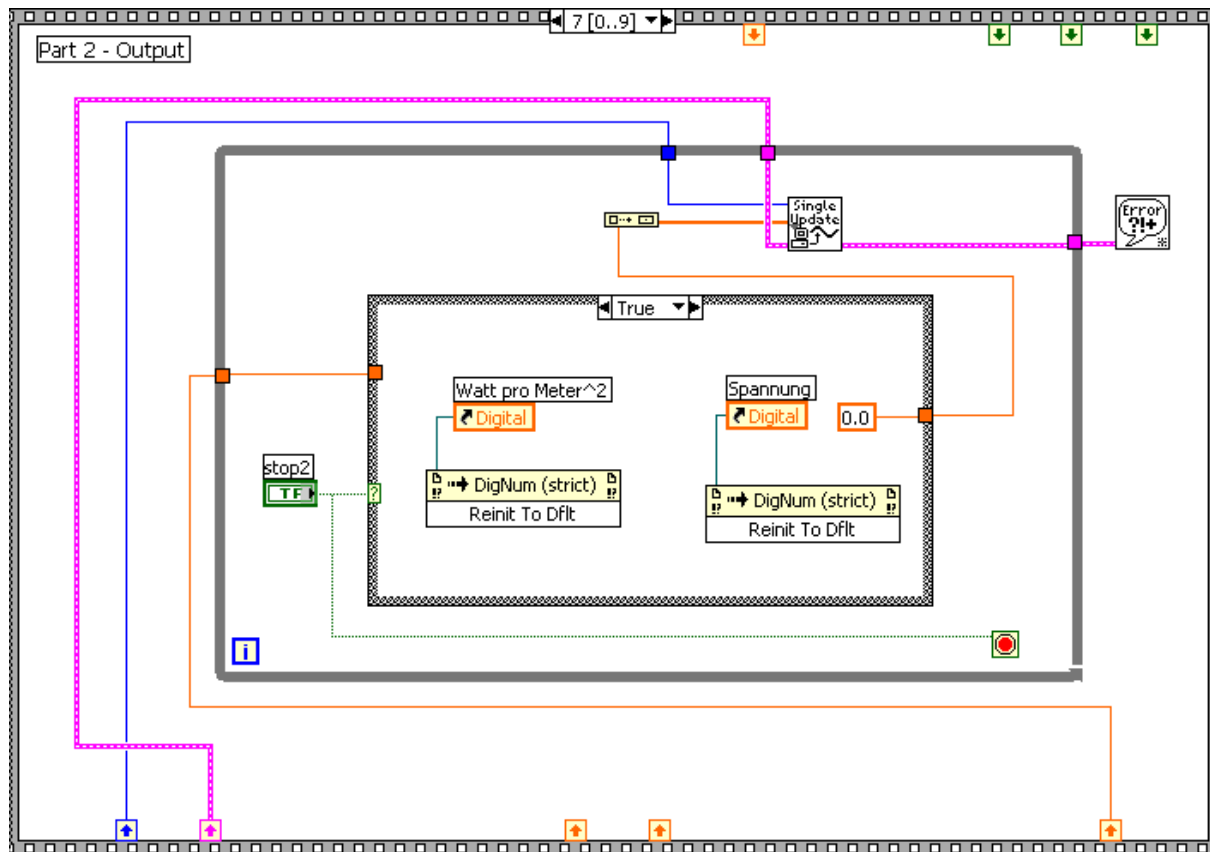 7 [0..9]
Part 2 - Output
Single
Update
Error
?!+
True
Watt pro Meter^2
Digital
Spannung
Digital
0.0
stop2
TF
?
DigNum (strict)
Reinit To Dflt
DigNum (strict)
Reinit To Dflt
i